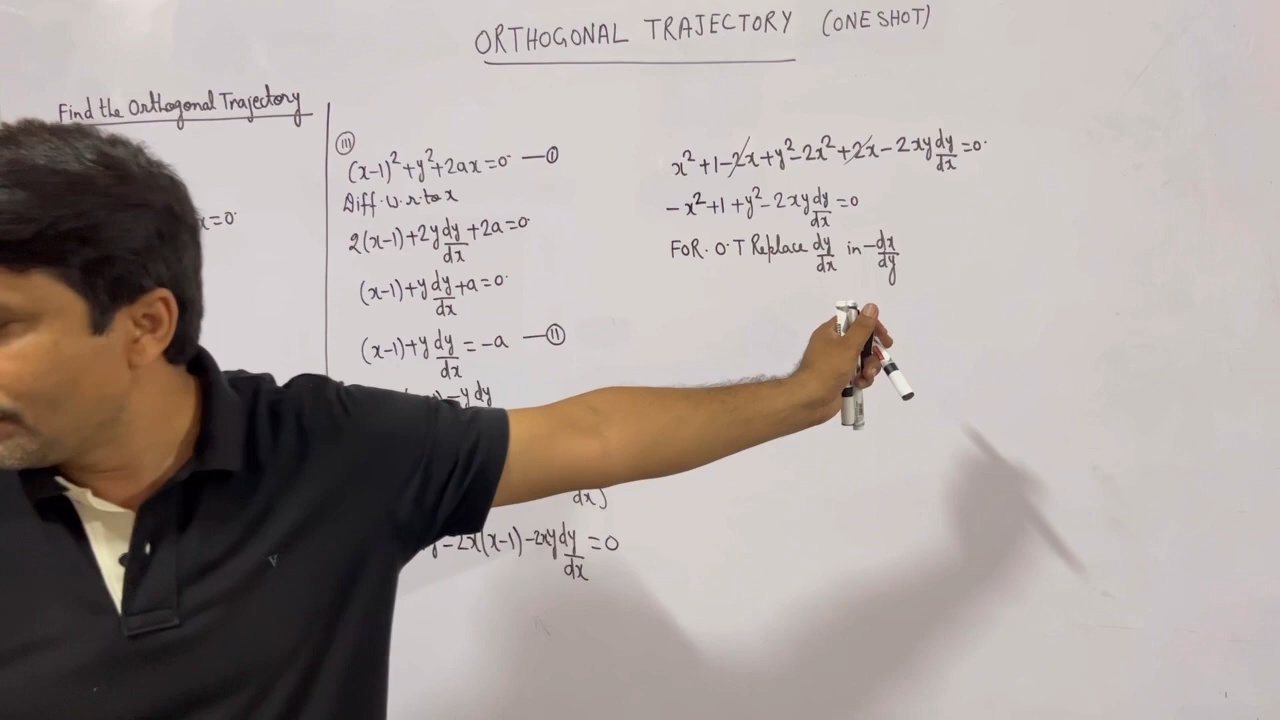 ORTHOGONAL TRAJECTORY (ONE SHOT)
Find the Orthogonal Trajectory
x=0
III
(x-1)²+y²+2ax=0 — I
Diff. w.r.to x
2(x-1)+2y dy/dx+2a=0
(x-1)+y dy/dx+a=0
(x-1)+y dy/dx=-a — II
-y dy
dx}
-2x(x-1)-2xy dy/dx=0
x²+1-2x+y²-2x²+2x-2xy dy/dx=0
-x²+1+y²-2xy dy/dx=0
FOR. O.T Replace dy/dx in -dx/dy